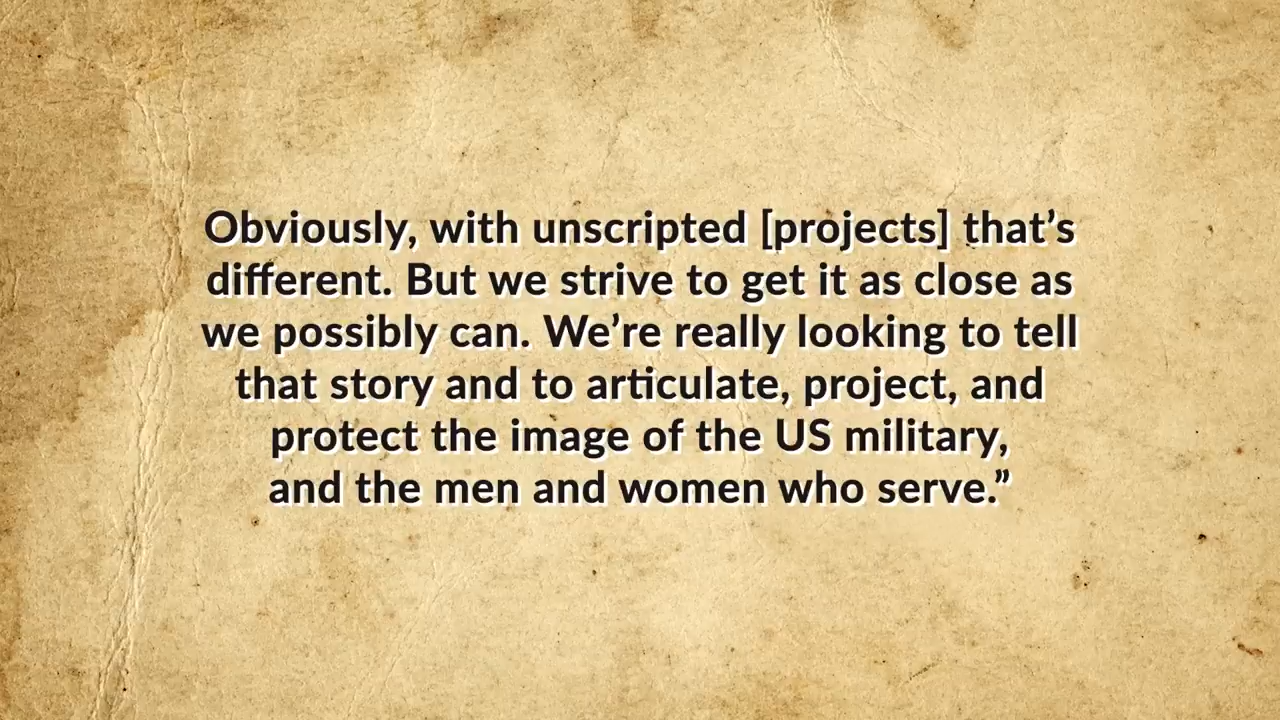 Obviously, with unscripted [projects] that’s
different. But we strive to get it as close as
we possibly can. We’re really looking to tell
that story and to articulate, project, and
protect the image of the US military,
and the men and women who serve.”